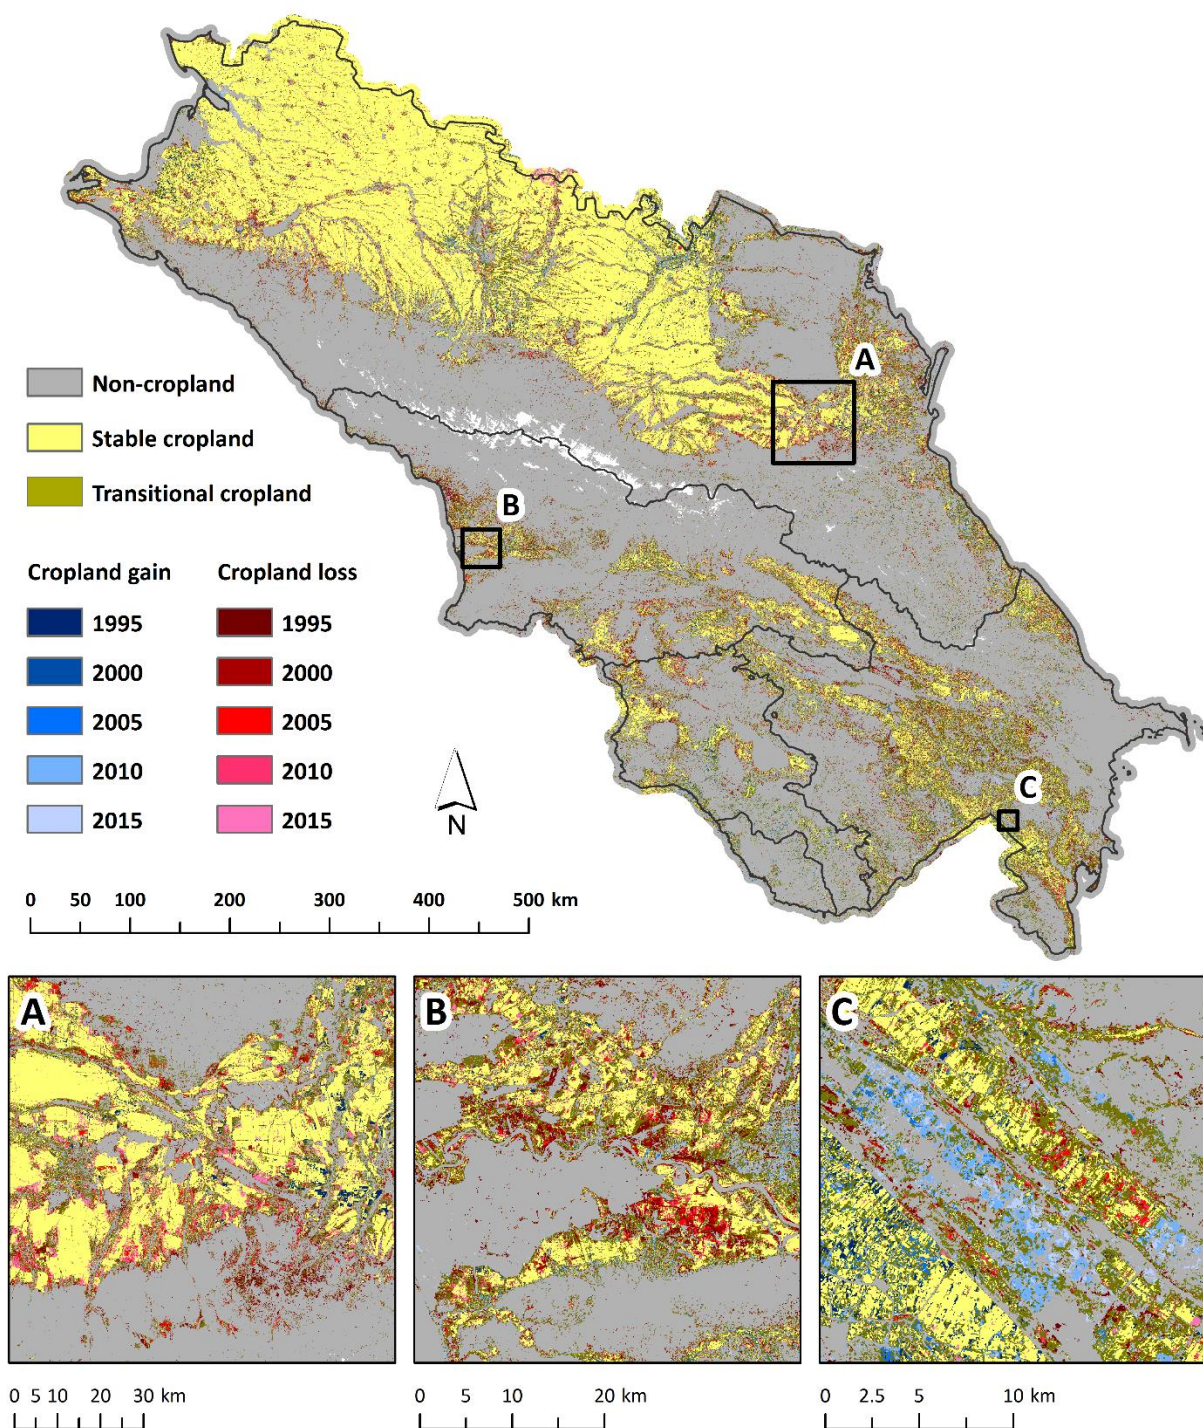 A
B
Non-cropland
Stable cropland
Transitional cropland
Cropland gain Cropland loss
1995 1995
2000 2000
2005 2005
2010 2010
2015 2015
C
N
0 50 100 200 300 400 500 km
A B C
0 5 10 20 30 km
0 5 10 20 km
0 2.5 5 10 km